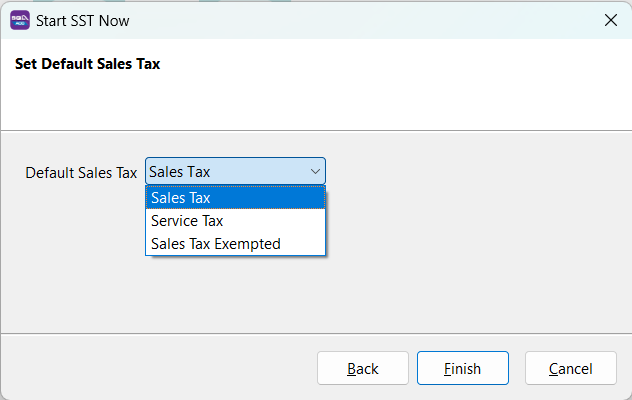 Start SST Now
Set Default Sales Tax
Default Sales Tax
Sales Tax
Sales Tax
Service Tax
Sales Tax Exempted
Back
Finish
Cancel